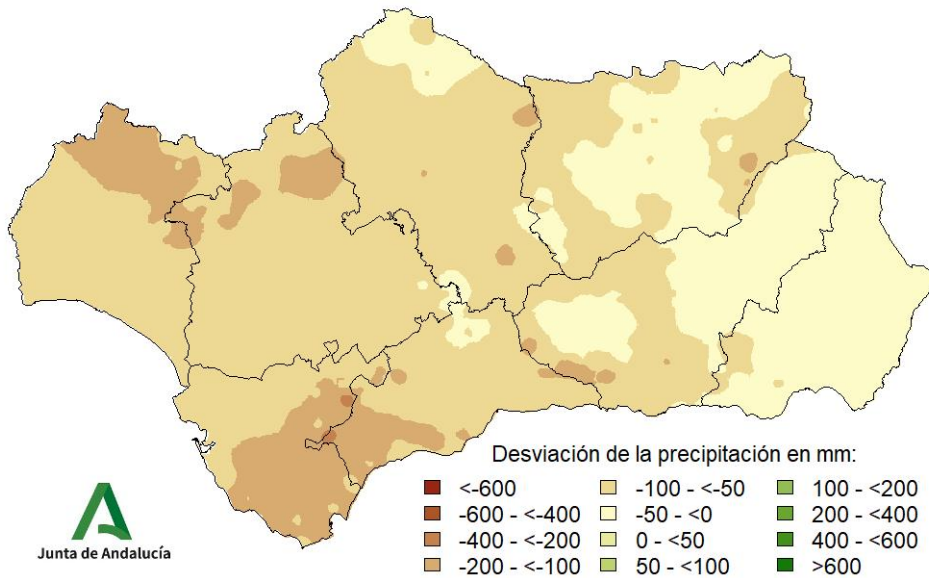 Desviación de la precipitación en mm:
<-600
-600 - <-400
-400 - <-200
-200 - <-100
-100 - <-50
-50 - <0
0 - <50
50 - <100
100 - <200
200 - <400
400 - <600
>600
Junta de Andalucía